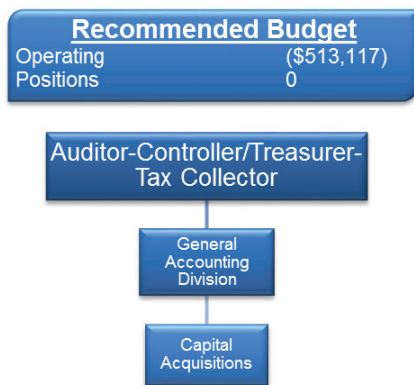 Recommended Budget
Operating ($513,117)
Positions 0
Auditor-Controller/Treasurer-
Tax Collector
General
Accounting
Division
Capital
Acquisitions